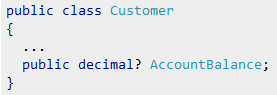 public class Customer
{
  ...
  public decimal? AccountBalance;
}